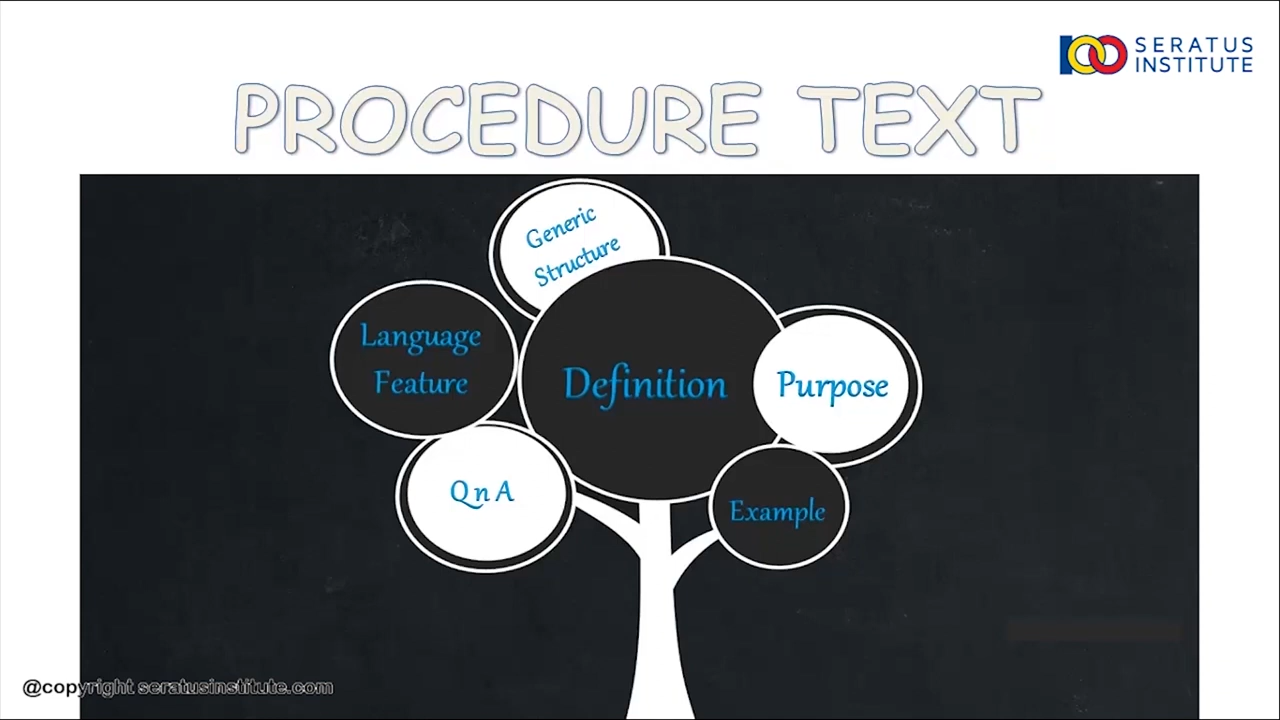 SERATUS
INSTITUTE
PROCEDURE TEXT
Generic
Structure
Language
Feature
Definition
Purpose
Q n A
Example
@copyright seratusinstitute.com